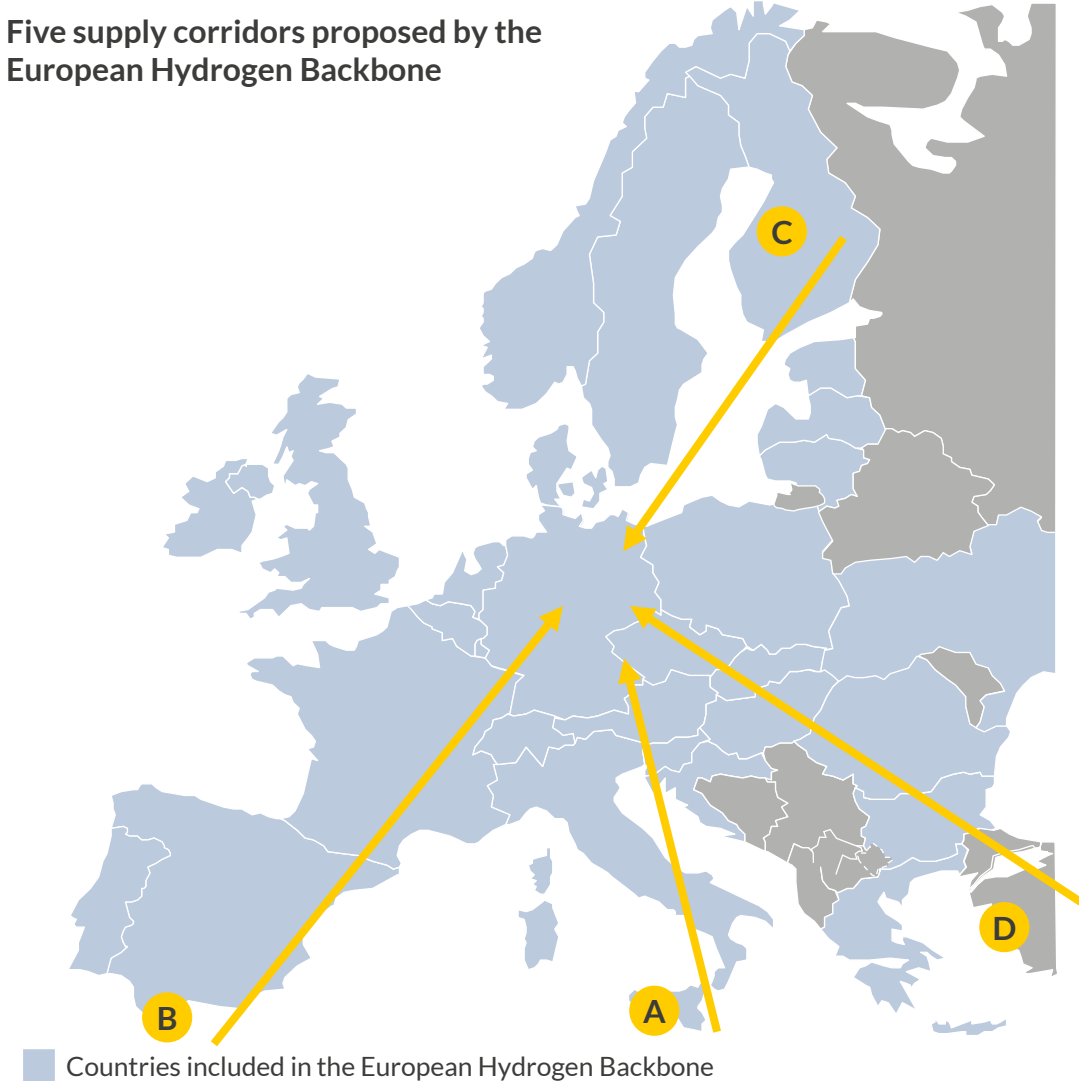 Five supply corridors proposed by the
European Hydrogen Backbone
C
D
B
A
Countries included in the European Hydrogen Backbone